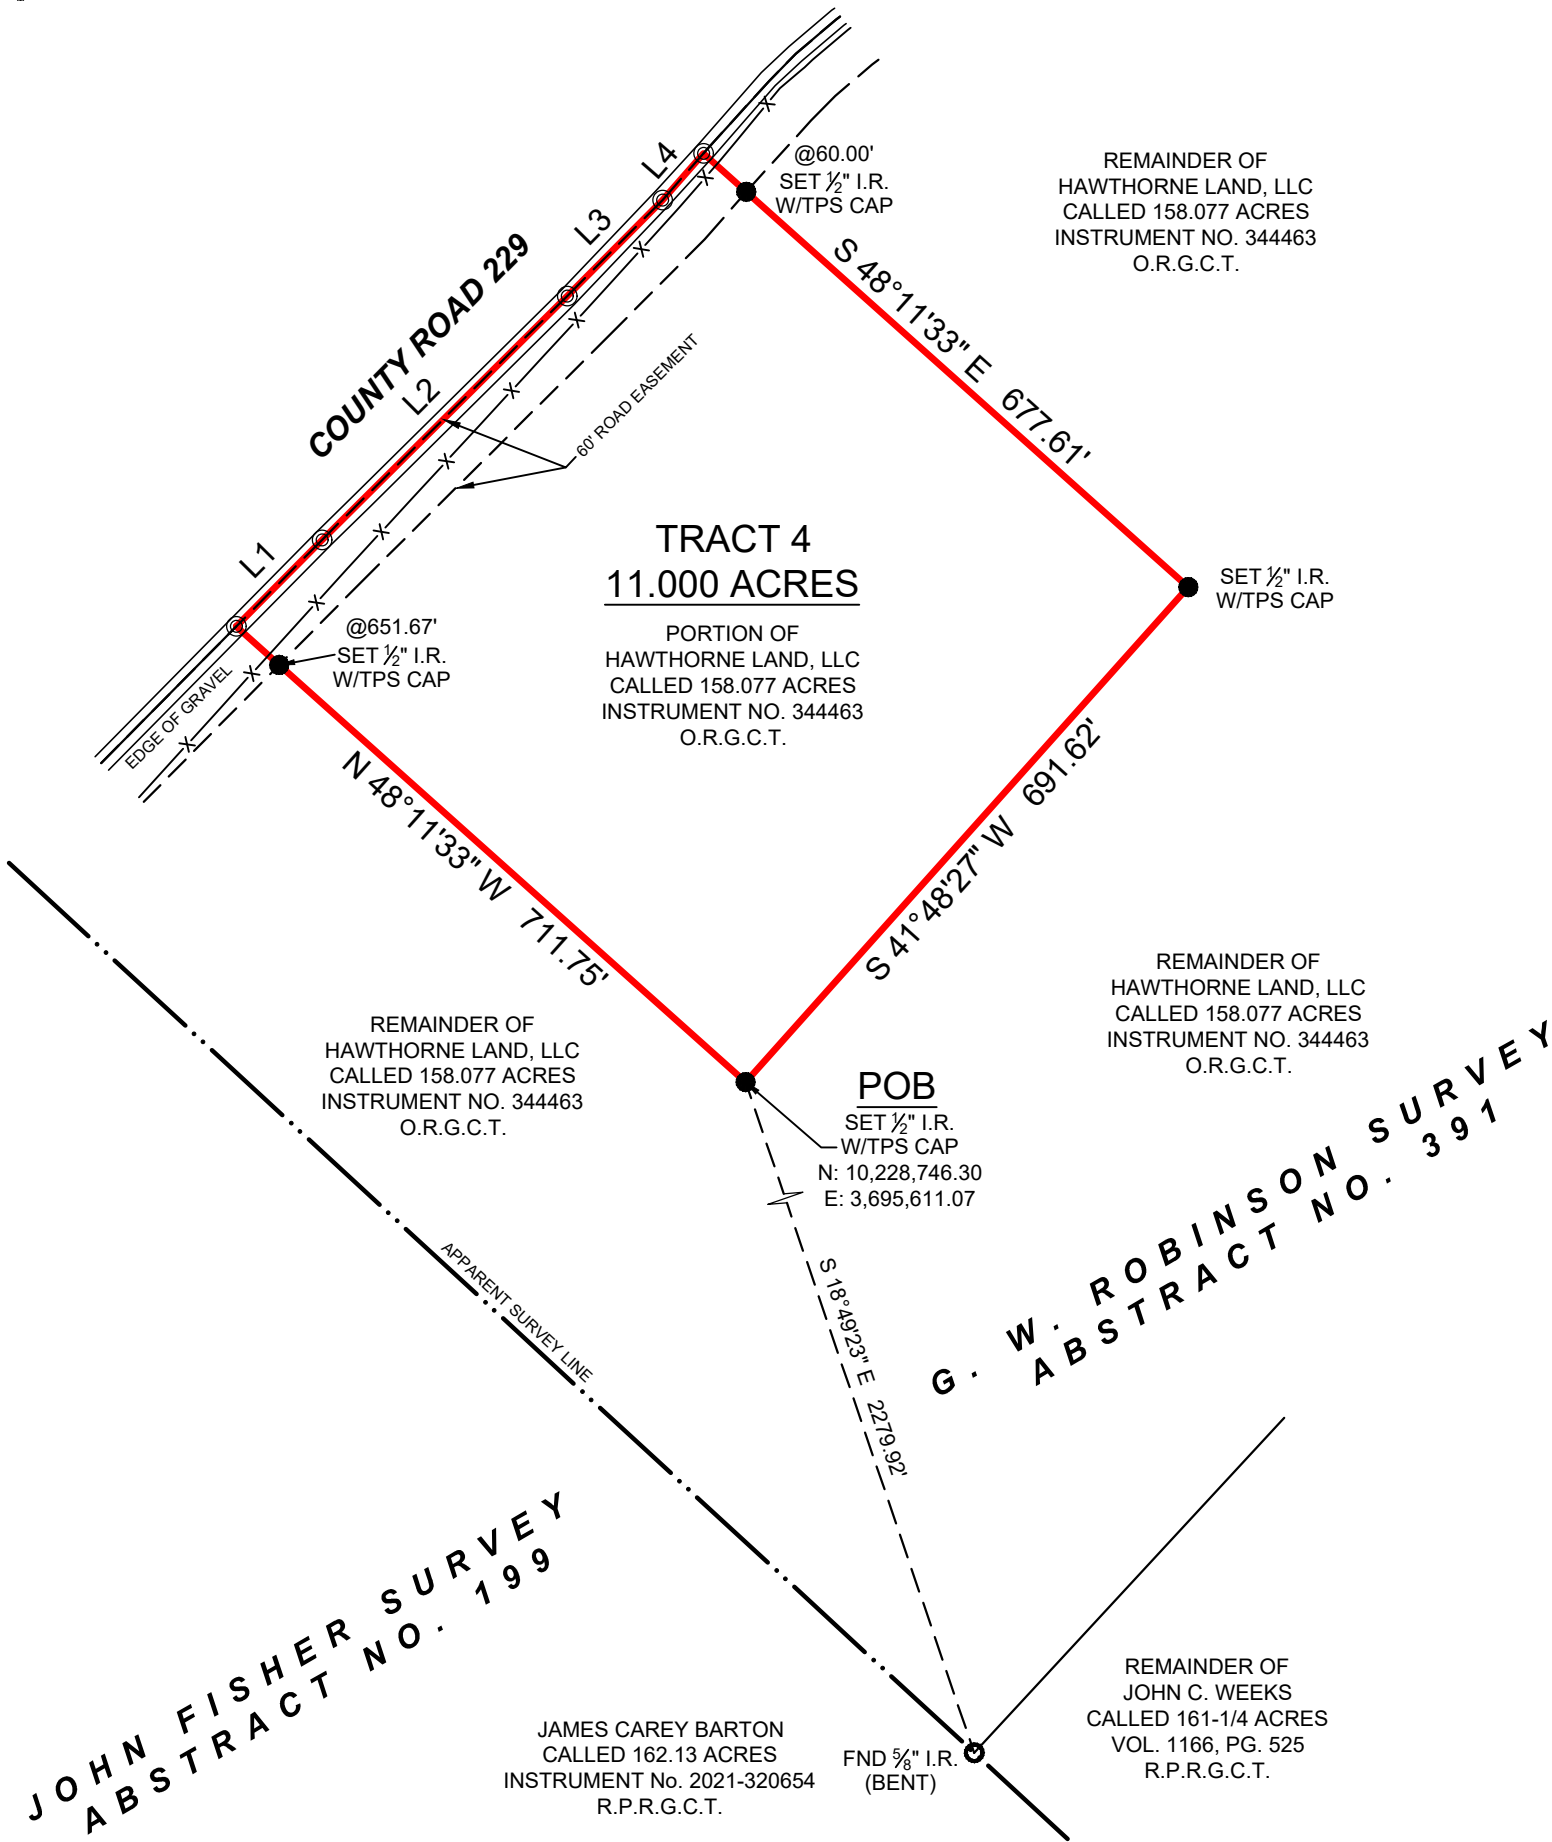 @60.00'
SET ½" I.R.
W/TPS CAP
REMAINDER OF
HAWTHORNE LAND, LLC
CALLED 158.077 ACRES
INSTRUMENT NO. 344463
O.R.G.C.T.
L4
L3
COUNTY ROAD 229
L2
L1
S 48°11'33" E 677.61'
60' ROAD EASEMENT
TRACT 4
11.000 ACRES
PORTION OF
HAWTHORNE LAND, LLC
CALLED 158.077 ACRES
INSTRUMENT NO. 344463
O.R.G.C.T.
SET ½" I.R.
W/TPS CAP
@651.67'
SET ½" I.R.
W/TPS CAP
EDGE OF GRAVEL
X
X
X
X
X
X
X
X
X
X
N 48°11'33" W 711.75'
S 41°48'27" W 691.62'
REMAINDER OF
HAWTHORNE LAND, LLC
CALLED 158.077 ACRES
INSTRUMENT NO. 344463
O.R.G.C.T.
REMAINDER OF
HAWTHORNE LAND, LLC
CALLED 158.077 ACRES
INSTRUMENT NO. 344463
O.R.G.C.T.
POB
SET ½" I.R.
W/TPS CAP
N: 10,228,746.30
E: 3,695,611.07
G. W. ROBINSON SURVEY
ABSTRACT NO. 391
APPARENT SURVEY LINE
S 18°49'23" E 2279.92'
JOHN FISHER SURVEY
ABSTRACT NO. 199
JAMES CAREY BARTON
CALLED 162.13 ACRES
INSTRUMENT No. 2021-320654
R.P.R.G.C.T.
FND ⅝" I.R.
(BENT)
REMAINDER OF
JOHN C. WEEKS
CALLED 161-1/4 ACRES
VOL. 1166, PG. 525
R.P.R.G.C.T.